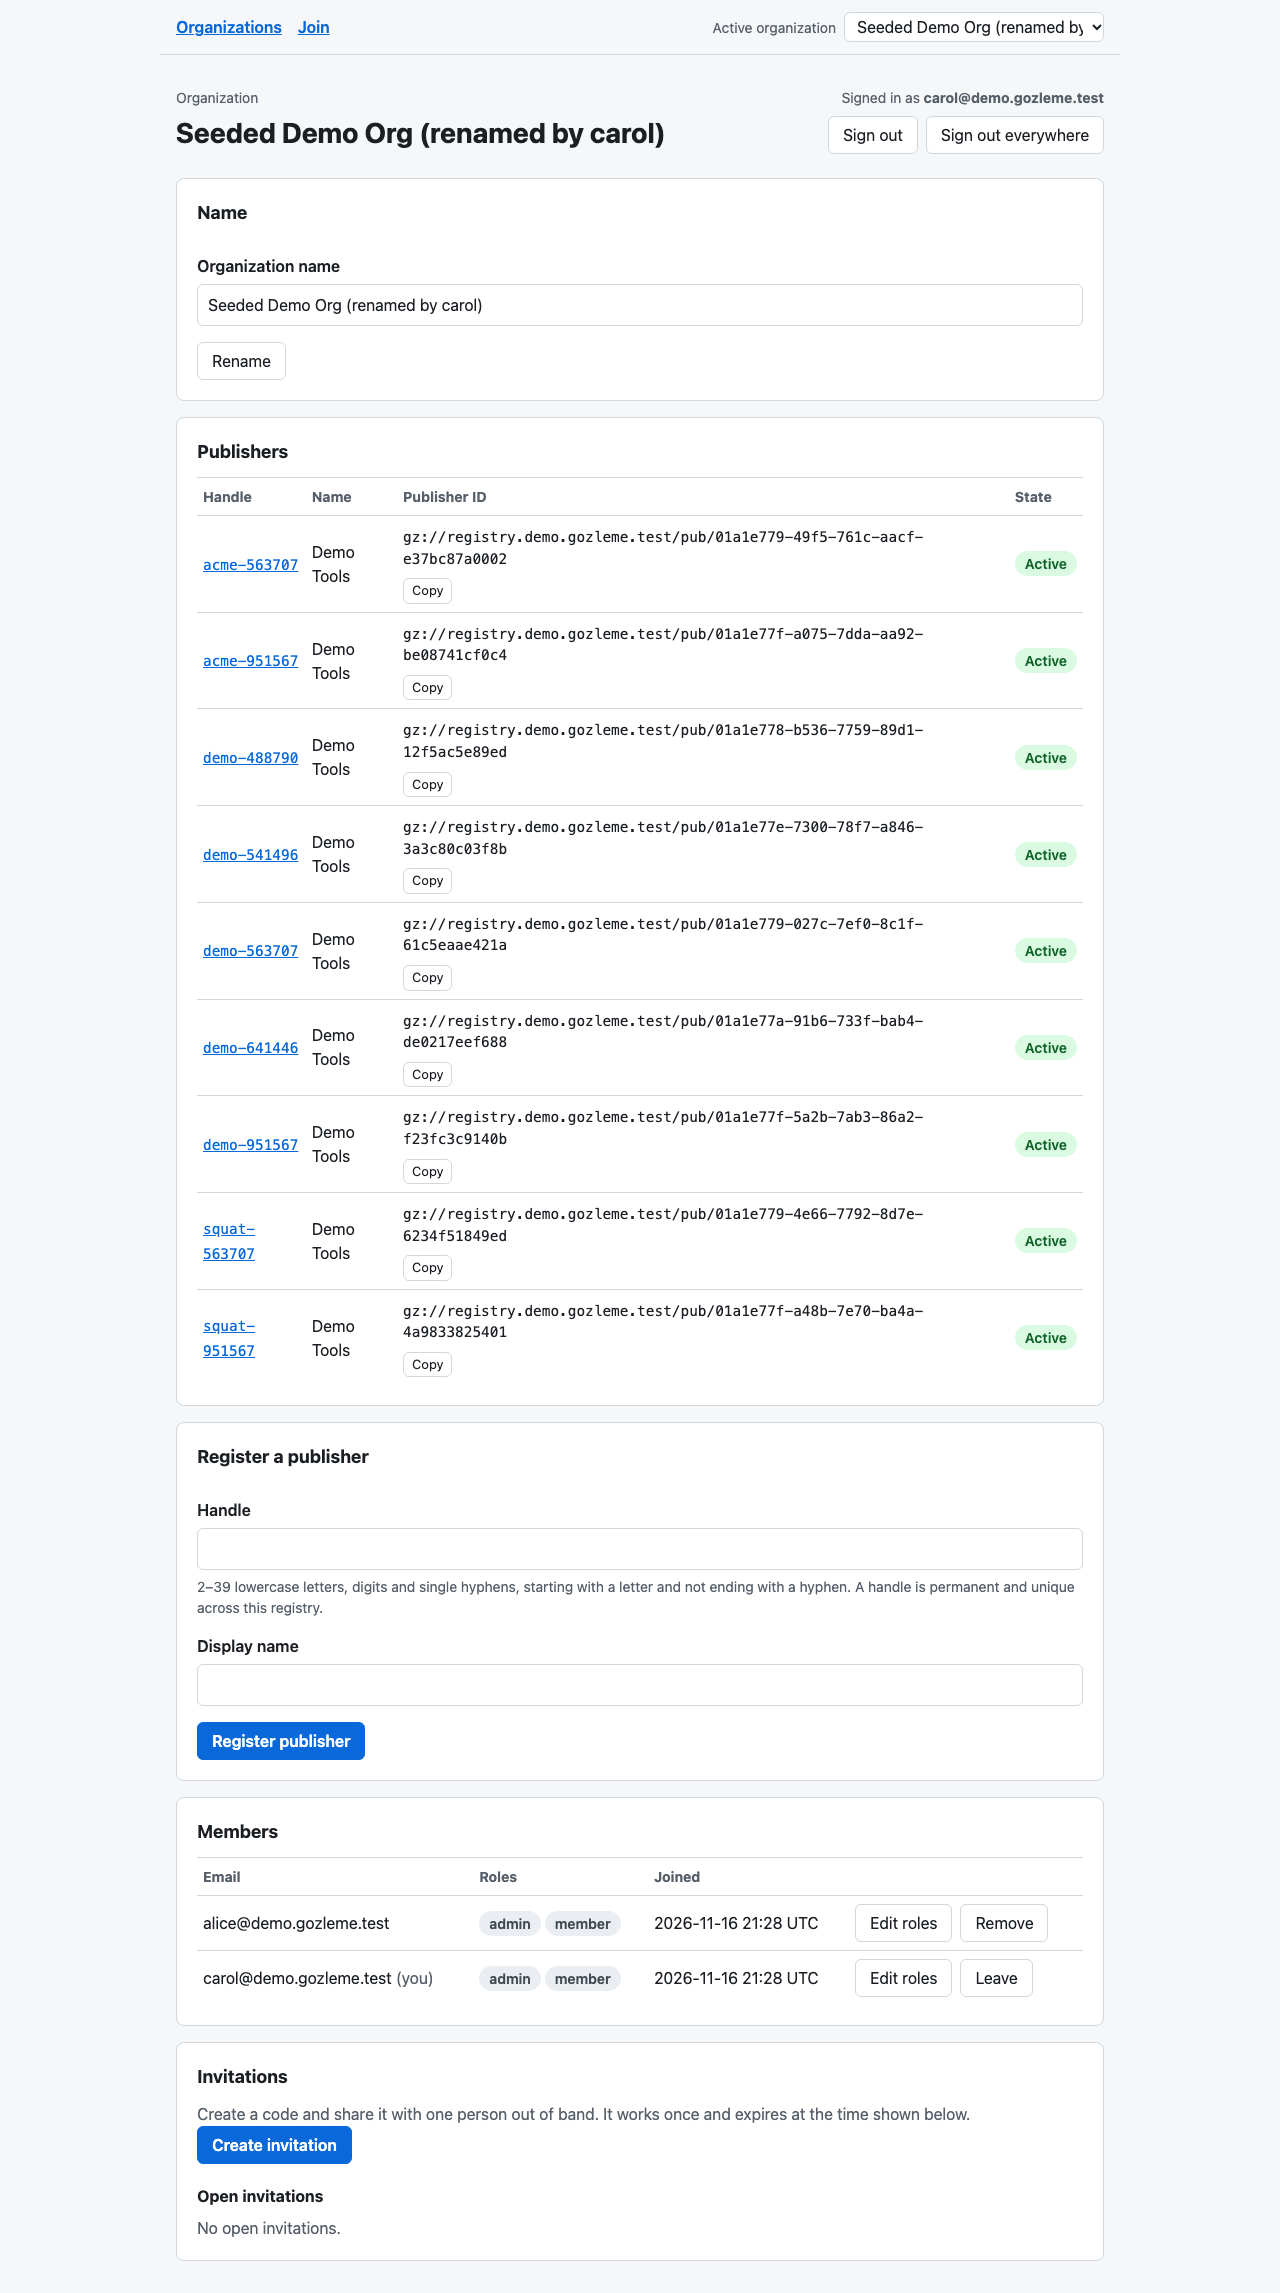 Organizations Join Active organization Seeded Demo Org (renamed by
Organization Signed in as carol@demo.gozleme.test
Seeded Demo Org (renamed by carol) Sign out Sign out everywhere
Name
Organization name
Seeded Demo Org (renamed by carol)
Rename
Publishers
Handle Name Publisher ID State
acme-563707 Demo Tools gz://registry.demo.gozleme.test/pub/01a1e779-49f5-761c-aacf-
e37bc87a0002
Copy
Active
acme-951567 Demo Tools gz://registry.demo.gozleme.test/pub/01a1e77f-a075-7dda-aa92-
be08741cf0c4
Copy
Active
demo-488790 Demo Tools gz://registry.demo.gozleme.test/pub/01a1e778-b536-7759-89d1-
12f5ac5e89ed
Copy
Active
demo-541496 Demo Tools gz://registry.demo.gozleme.test/pub/01a1e77e-7300-78f7-a846-
3a3c80c03f8b
Copy
Active
demo-563707 Demo Tools gz://registry.demo.gozleme.test/pub/01a1e779-027c-7ef0-8c1f-
61c5eaae421a
Copy
Active
demo-641446 Demo Tools gz://registry.demo.gozleme.test/pub/01a1e77a-91b6-733f-bab4-
de0217eef688
Copy
Active
demo-951567 Demo Tools gz://registry.demo.gozleme.test/pub/01a1e77f-5a2b-7ab3-86a2-
f23fc3c9140b
Copy
Active
squat-563707 Demo Tools gz://registry.demo.gozleme.test/pub/01a1e779-4e66-7792-8d7e-
6234f51849ed
Copy
Active
squat-951567 Demo Tools gz://registry.demo.gozleme.test/pub/01a1e77f-a48b-7e70-ba4a-
4a9833825401
Copy
Active
Register a publisher
Handle
2–39 lowercase letters, digits and single hyphens, starting with a letter and not ending with a hyphen. A handle is permanent and unique
across this registry.
Display name
Register publisher
Members
Email Roles Joined
alice@demo.gozleme.test admin member 2026-11-16 21:28 UTC Edit roles Remove
carol@demo.gozleme.test (you) admin member 2026-11-16 21:28 UTC Edit roles Leave
Invitations
Create a code and share it with one person out of band. It works once and expires at the time shown below.
Create invitation
Open invitations
No open invitations.